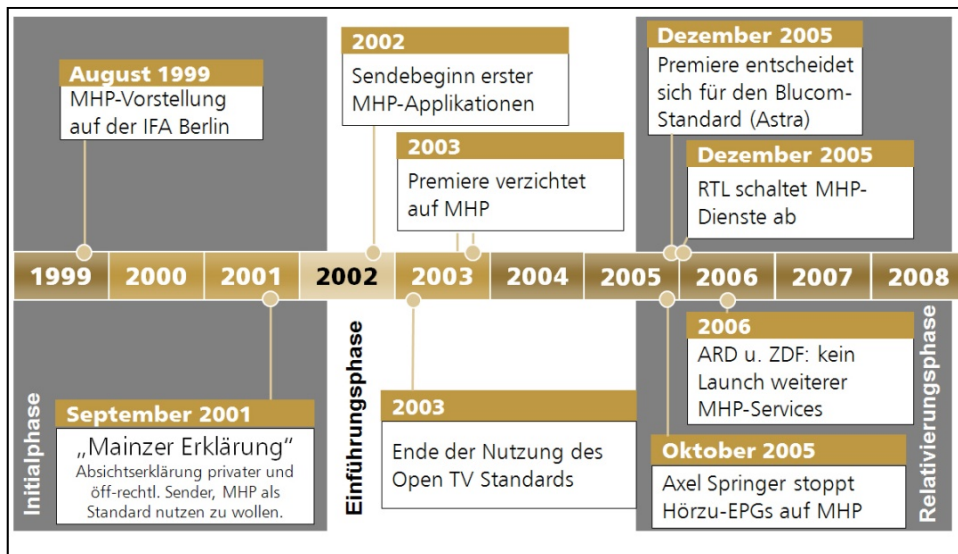 August 1999
MHP-Vorstellung
auf der IFA Berlin
2002
Sendebeginn erster
MHP-Applikationen
2003
Premiere verzichtet
auf MHP
Dezember 2005
Premiere entscheidet
sich für den Blucom-
Standard (Astra)
Dezember 2005
RTL schaltet MHP-
Dienste ab
1999 2000 2001 2002 2003 2004 2005 2006 2007 2008
Initialphase
September 2001
„Mainzer Erklärung“
Absichtserklärung privater und
öff-rechtl. Sender, MHP als
Standard nutzen zu wollen.
Einführungsphase
2003
Ende der Nutzung des
Open TV Standards
2006
ARD u. ZDF: kein
Launch weiterer
MHP-Services
Oktober 2005
Axel Springer stoppt
Hörzu-EPGs auf MHP
Relativierungsphase